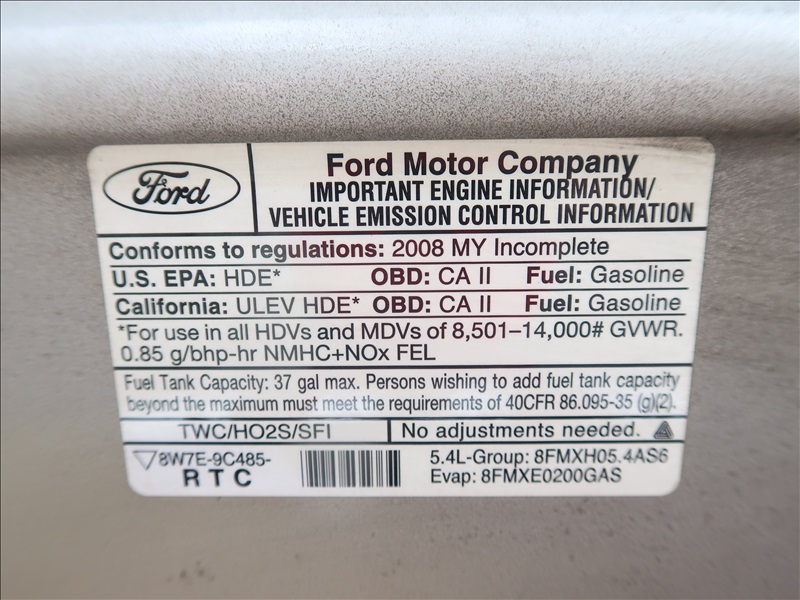 Ford
Ford Motor Company
IMPORTANT ENGINE INFORMATION/
VEHICLE EMISSION CONTROL INFORMATION
Conforms to regulations: 2008 MY Incomplete
U.S. EPA: HDE* OBD: CA II Fuel: Gasoline
California: ULEV HDE* OBD: CA II Fuel: Gasoline
*For use in all HDVs and MDVs of 8,501–14,000# GVWR.
0.85 g/bhp-hr NMHC+NOx FEL
Fuel Tank Capacity: 37 gal max. Persons wishing to add fuel tank capacity
beyond the maximum must meet the requirements of 40CFR 86.095-35 (g)(2).
TWC/HO2S/SFI No adjustments needed.
8W7E-9C485- 5.4L-Group: 8FMXH05.4AS6
R T C Evap: 8FMXE0200GAS